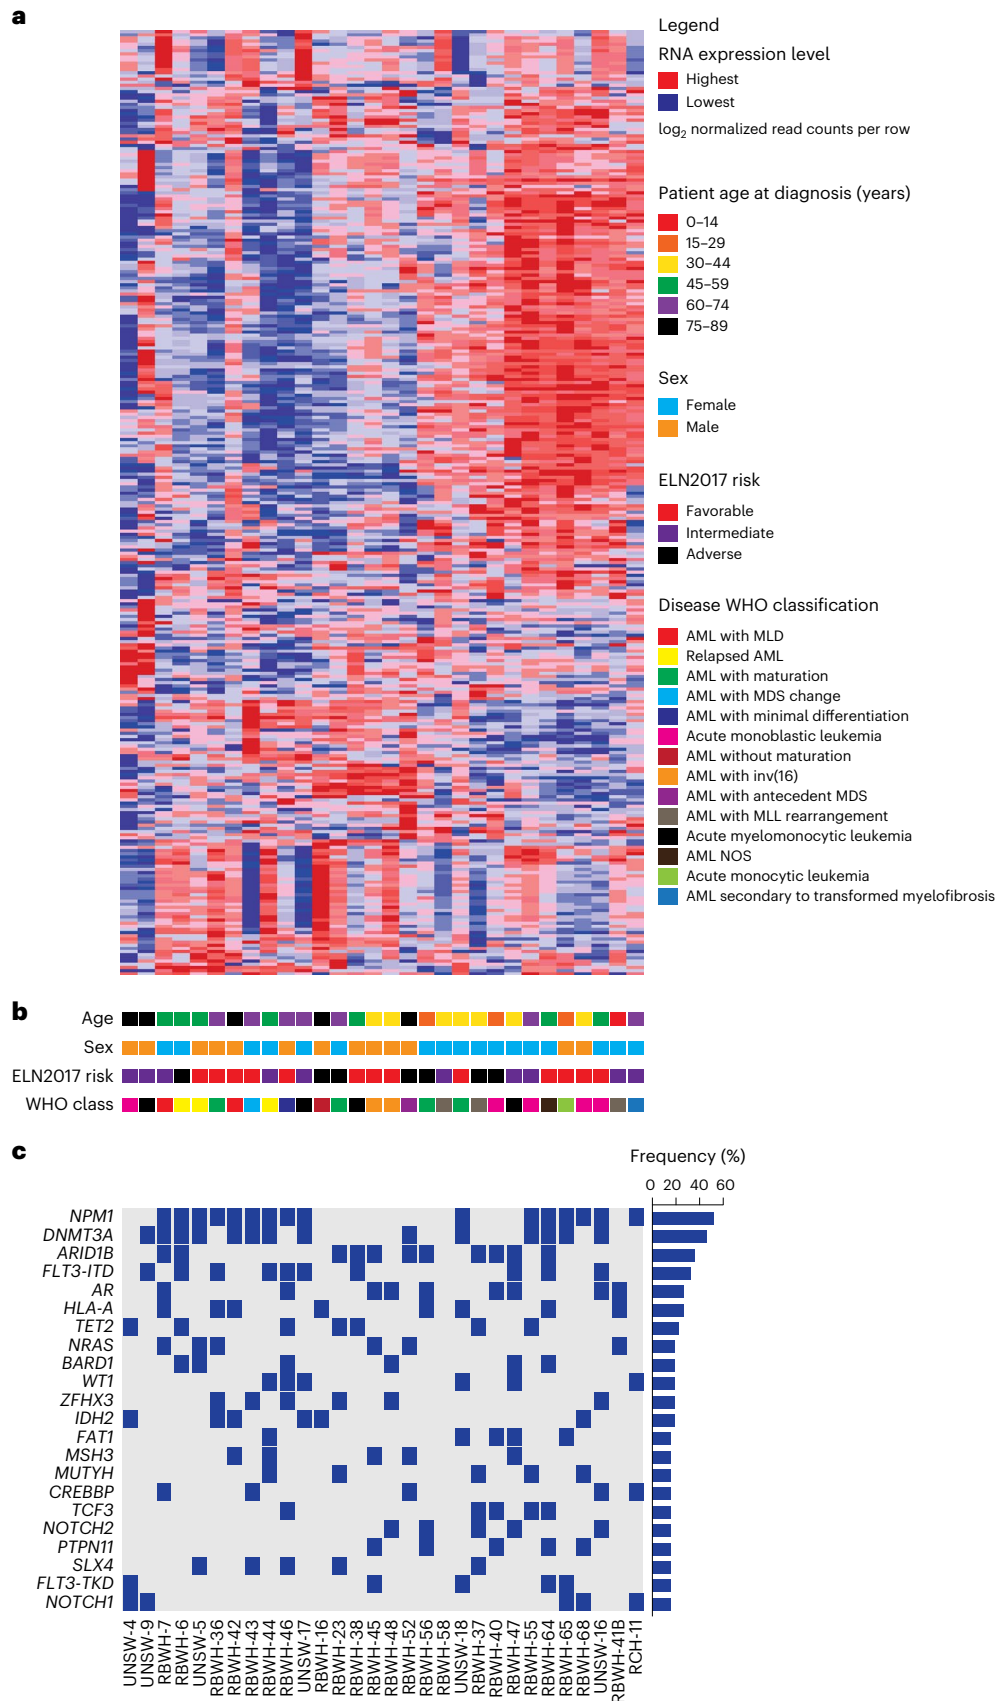 a
Legend
RNA expression level
Highest
Lowest
log2 normalized read counts per row
Patient age at diagnosis (years)
0–14
15–29
30–44
45–59
60–74
75–89
Sex
Female
Male
ELN2017 risk
Favorable
Intermediate
Adverse
Disease WHO classification
AML with MLD
Relapsed AML
AML with maturation
AML with MDS change
AML with minimal differentiation
Acute monoblastic leukemia
AML without maturation
AML with inv(16)
AML with antecedent MDS
AML with MLL rearrangement
Acute myelomonocytic leukemia
AML NOS
Acute monocytic leukemia
AML secondary to transformed myelofibrosis
b
Age
Sex
ELN2017 risk
WHO class
c
Frequency (%)
0 20 40 60
NPM1
DNMT3A
ARID1B
FLT3-ITD
AR
HLA-A
TET2
NRAS
BARD1
WT1
ZFHX3
IDH2
FAT1
MSH3
MUTYH
CREBBP
TCF3
NOTCH2
PTPN11
SLX4
FLT3-TKD
NOTCH1
UNSW-4
UNSW-9
RBWH-7
RBWH-6
UNSW-5
RBWH-36
RBWH-42
RBWH-43
RBWH-44
RBWH-46
UNSW-17
RBWH-16
RBWH-23
RBWH-38
RBWH-45
RBWH-48
RBWH-52
RBWH-56
RBWH-58
UNSW-18
RBWH-37
RBWH-40
RBWH-47
RBWH-55
RBWH-64
RBWH-65
RBWH-68
UNSW-16
RBWH-41B
RCH-11